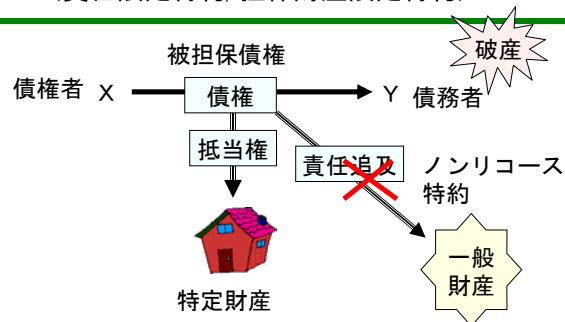 破産
被担保債権
債権者 X
債権
Y 債務者
抵当権
責任追及
ノンリコース
特約
一般
財産
特定財産